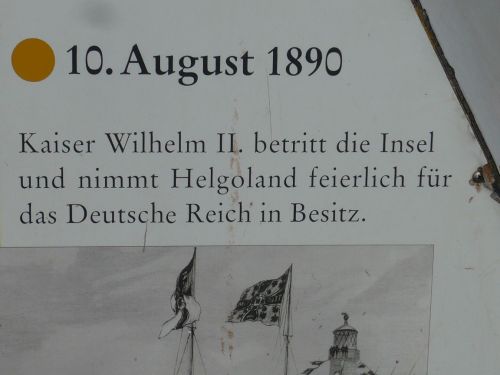 10. August 1890
Kaiser Wilhelm II. betritt die Insel
und nimmt Helgoland feierlich für
das Deutsche Reich in Besitz.